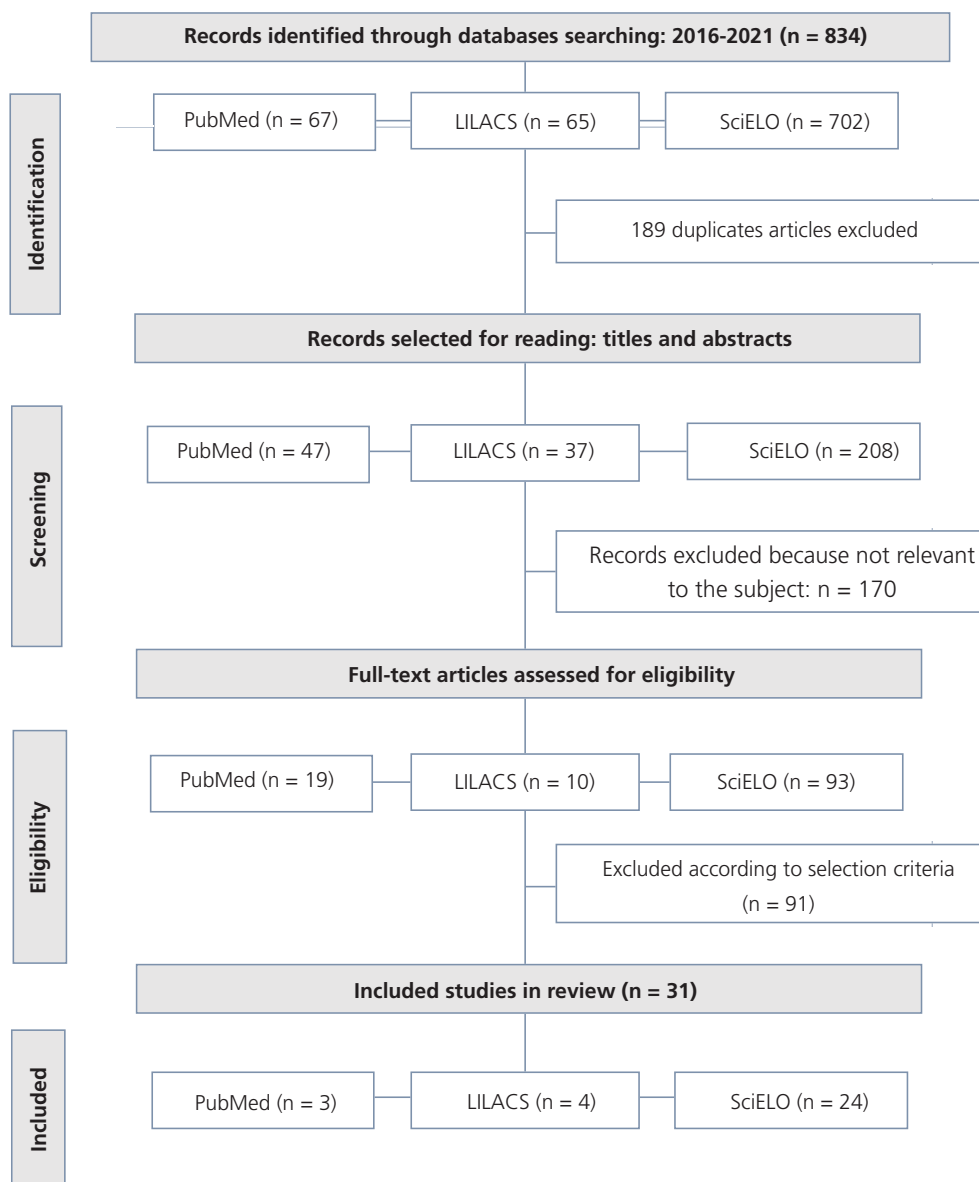 Records identified through databases searching: 2016-2021 (n = 834)
Identification
PubMed (n = 67)
LILACS (n = 65)
SciELO (n = 702)
189 duplicates articles excluded
Records selected for reading: titles and abstracts
Screening
PubMed (n = 47)
LILACS (n = 37)
SciELO (n = 208)
Records excluded because not relevant
to the subject: n = 170
Full-text articles assessed for eligibility
Eligibility
PubMed (n = 19)
LILACS (n = 10)
SciELO (n = 93)
Excluded according to selection criteria
(n = 91)
Included studies in review (n = 31)
Included
PubMed (n = 3)
LILACS (n = 4)
SciELO (n = 24)